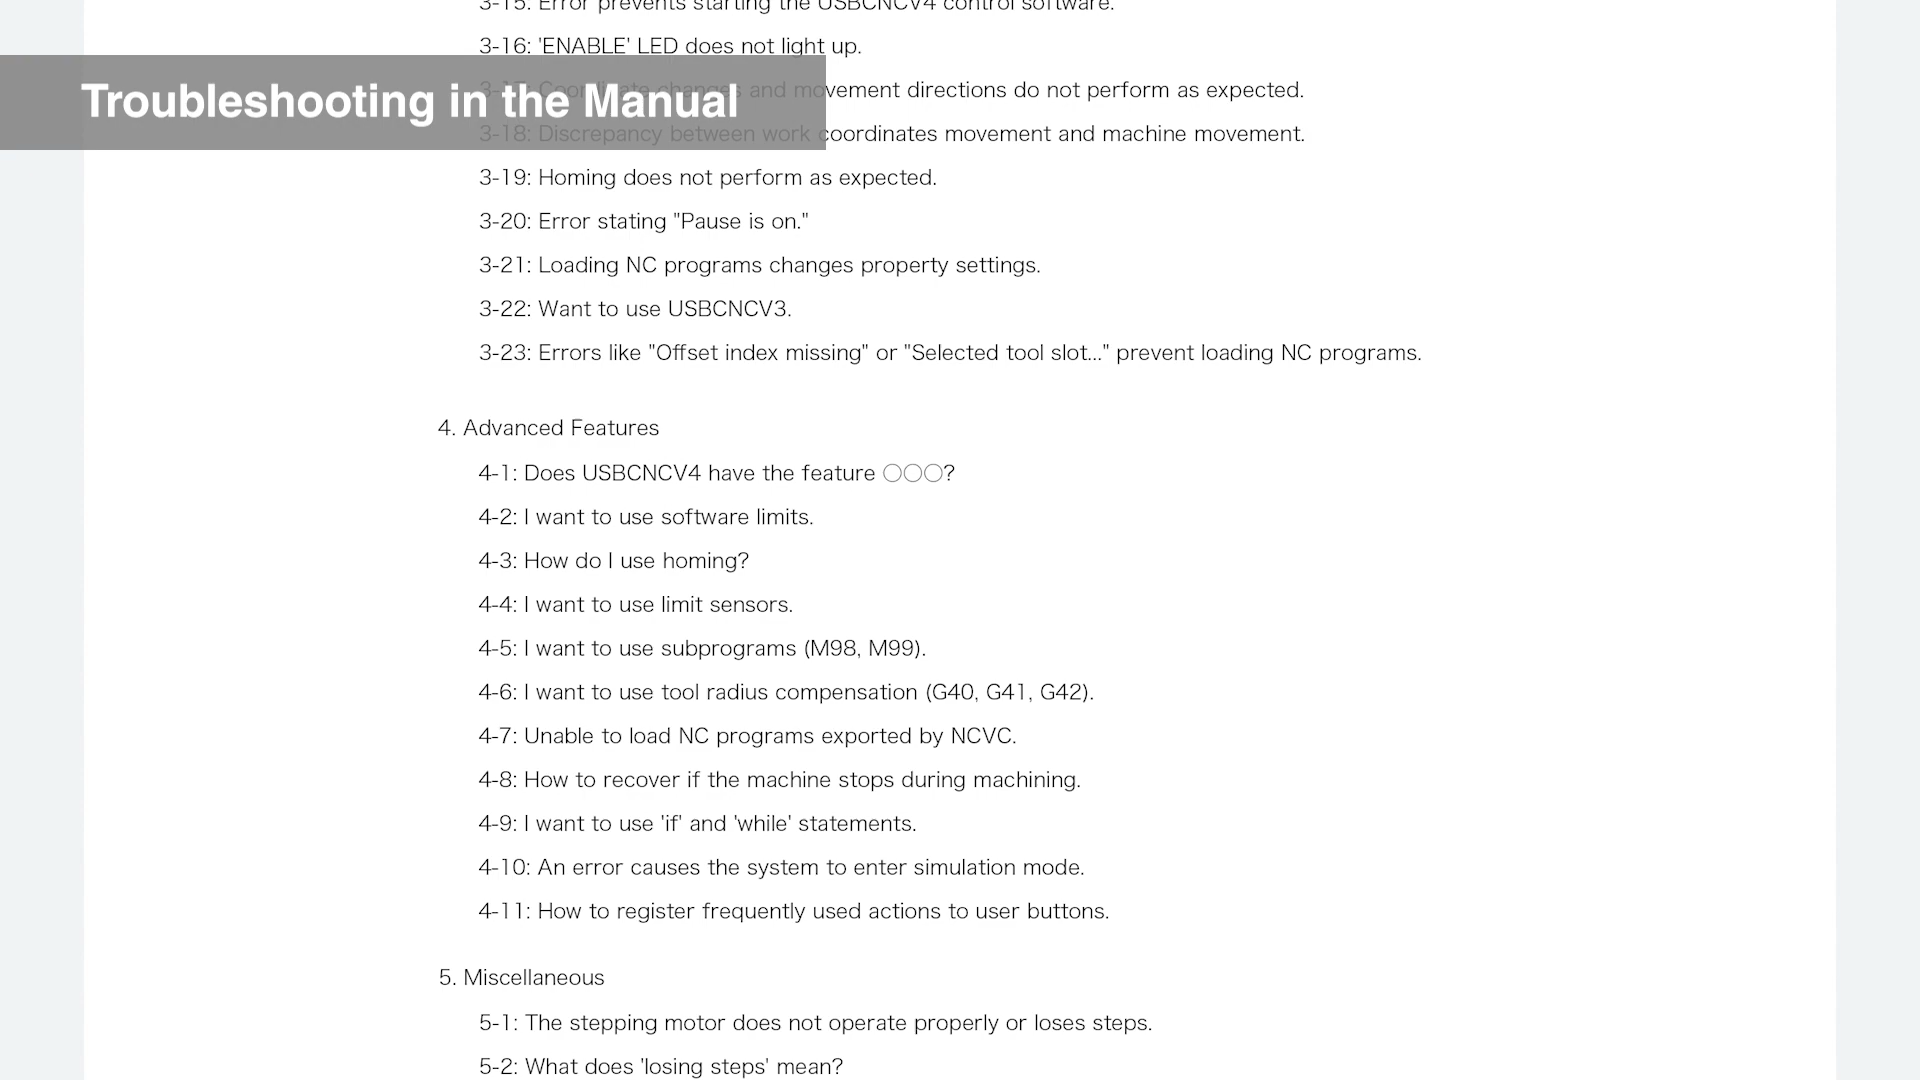 3-15: Error prevents starting the USBCNCV4 control software.
3-16: 'ENABLE' LED does not light up.
Troubleshooting in the Manual
3-17: Coordinate changes and movement directions do not perform as expected.
3-18: Discrepancy between work coordinates movement and machine movement.
3-19: Homing does not perform as expected.
3-20: Error stating "Pause is on."
3-21: Loading NC programs changes property settings.
3-22: Want to use USBCNCV3.
3-23: Errors like "Offset index missing" or "Selected tool slot..." prevent loading NC programs.
4. Advanced Features
4-1: Does USBCNCV4 have the feature ○○○?
4-2: I want to use software limits.
4-3: How do I use homing?
4-4: I want to use limit sensors.
4-5: I want to use subprograms (M98, M99).
4-6: I want to use tool radius compensation (G40, G41, G42).
4-7: Unable to load NC programs exported by NCVC.
4-8: How to recover if the machine stops during machining.
4-9: I want to use 'if' and 'while' statements.
4-10: An error causes the system to enter simulation mode.
4-11: How to register frequently used actions to user buttons.
5. Miscellaneous
5-1: The stepping motor does not operate properly or loses steps.
5-2: What does 'losing steps' mean?